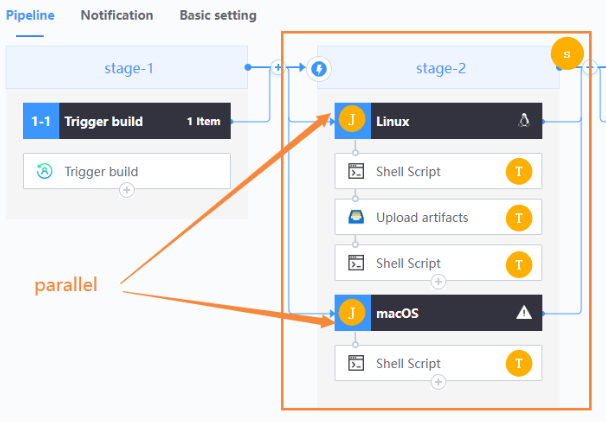 Pipeline Notification Basic setting
stage-1
stage-2
s
1-1 Trigger build 1 Item
Trigger build
J Linux
Shell Script T
Upload artifacts T
Shell Script T
parallel
J macOS
Shell Script T